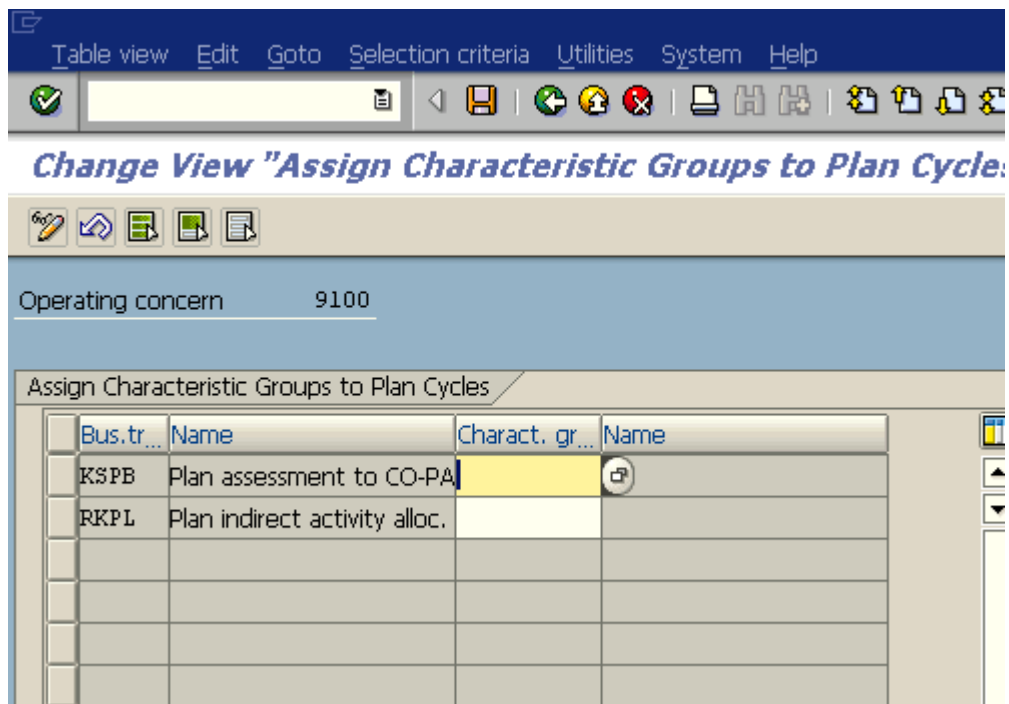 Table view Edit Goto Selection criteria Utilities System Help
Change View "Assign Characteristic Groups to Plan Cycles
Operating concern 9100
Assign Characteristic Groups to Plan Cycles
Bus.tr... Name Charact. gr... Name
KSPB Plan assessment to CO-PA
RKPL Plan indirect activity alloc.